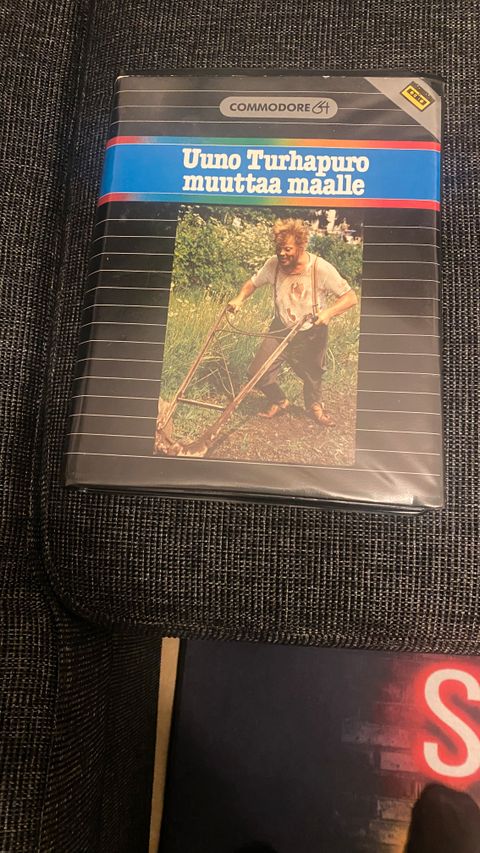 COMMODORE 64
Uuno Turhapuro
muuttaa maalle
S